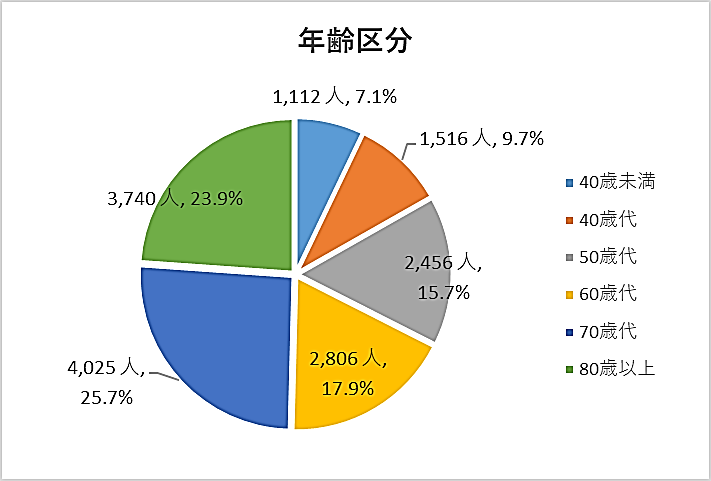 年齢区分
1,112 人, 7.1%
1,516 人, 9.7%
2,456 人,
15.7%
2,806 人,
17.9%
4,025 人,
25.7%
3,740 人, 23.9%
40歳未満
40歳代
50歳代
60歳代
70歳代
80歳以上